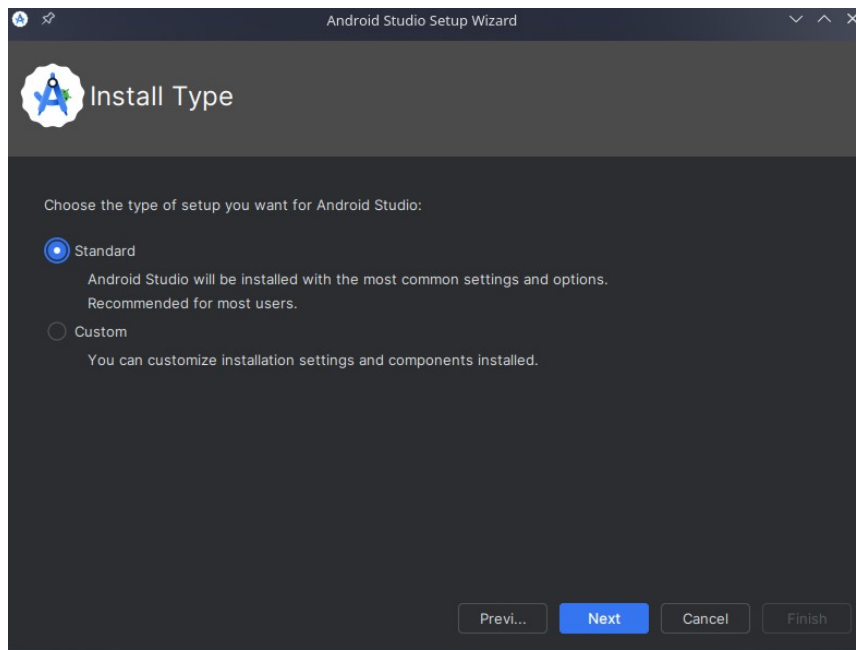 Android Studio Setup Wizard
Install Type
Choose the type of setup you want for Android Studio:
Standard
Android Studio will be installed with the most common settings and options.
Recommended for most users.
Custom
You can customize installation settings and components installed.
Previ... Next Cancel Finish